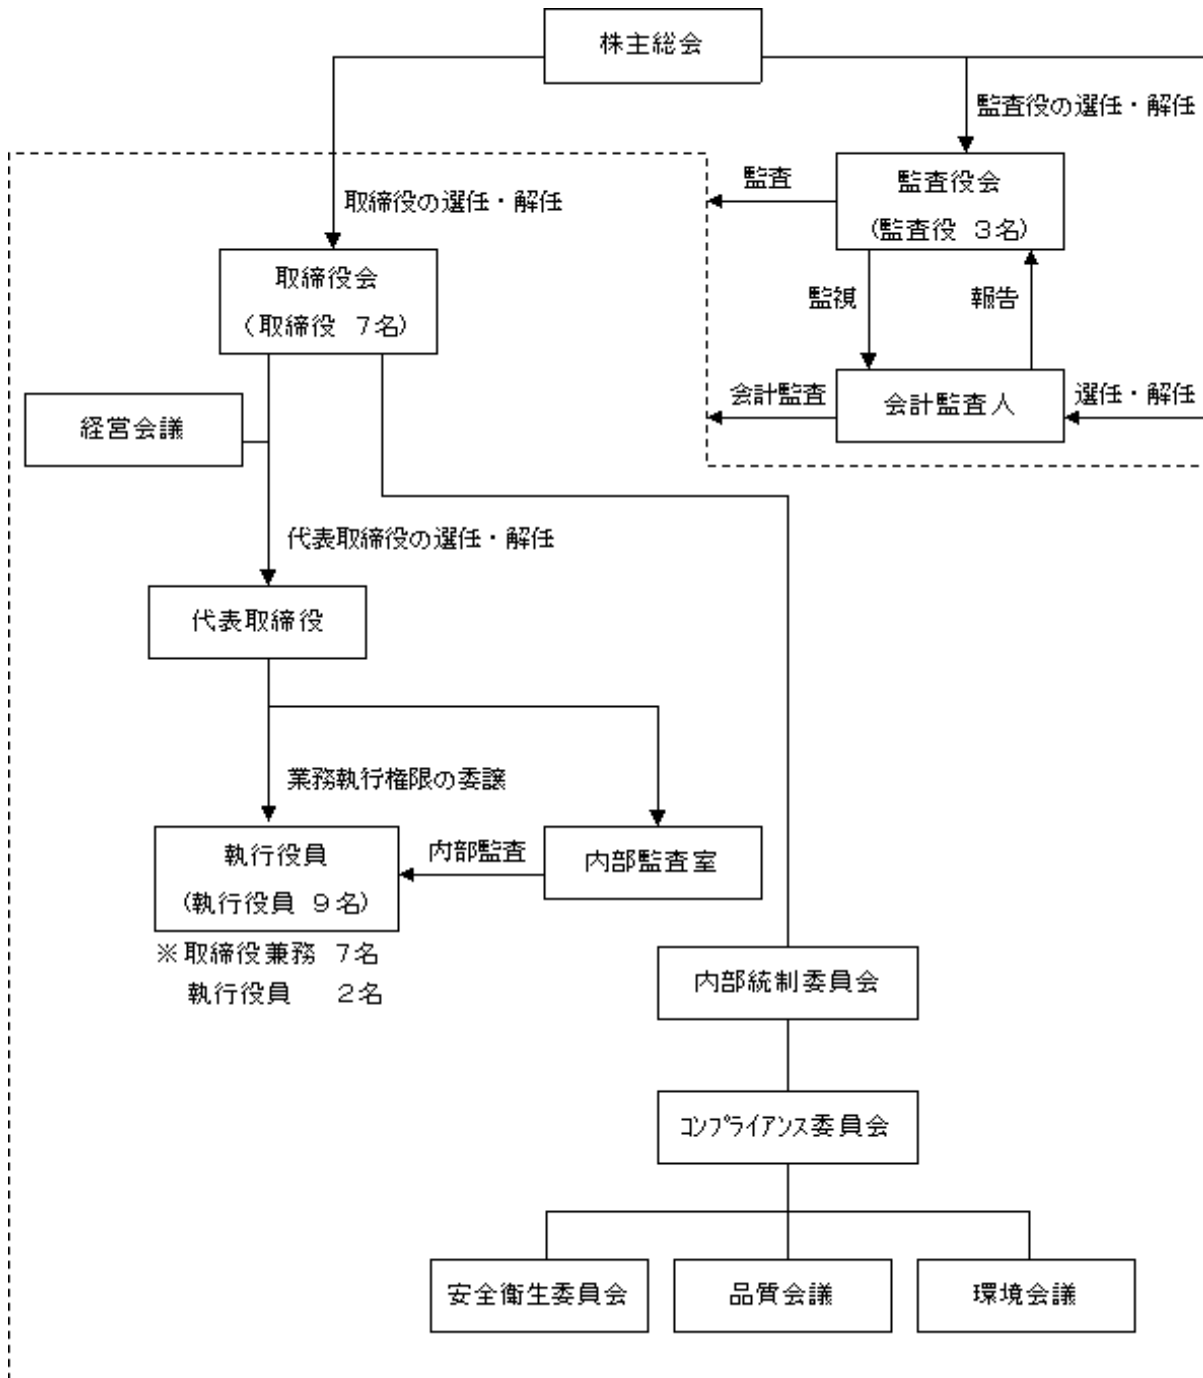 株主総会
監査役の選任・解任
監査役会
(監査役 3名)
監査
取締役の選任・解任
取締役会
(取締役 7名)
監視
報告
会計監査
会計監査人
選任・解任
経営会議
代表取締役の選任・解任
代表取締役
業務執行権限の委譲
執行役員
(執行役員 9名)
内部監査
内部監査室
※取締役兼務 7名
執行役員 2名
内部統制委員会
ｺﾝﾌﾟﾗｲｱﾝｽ委員会
安全衛生委員会
品質会議
環境会議